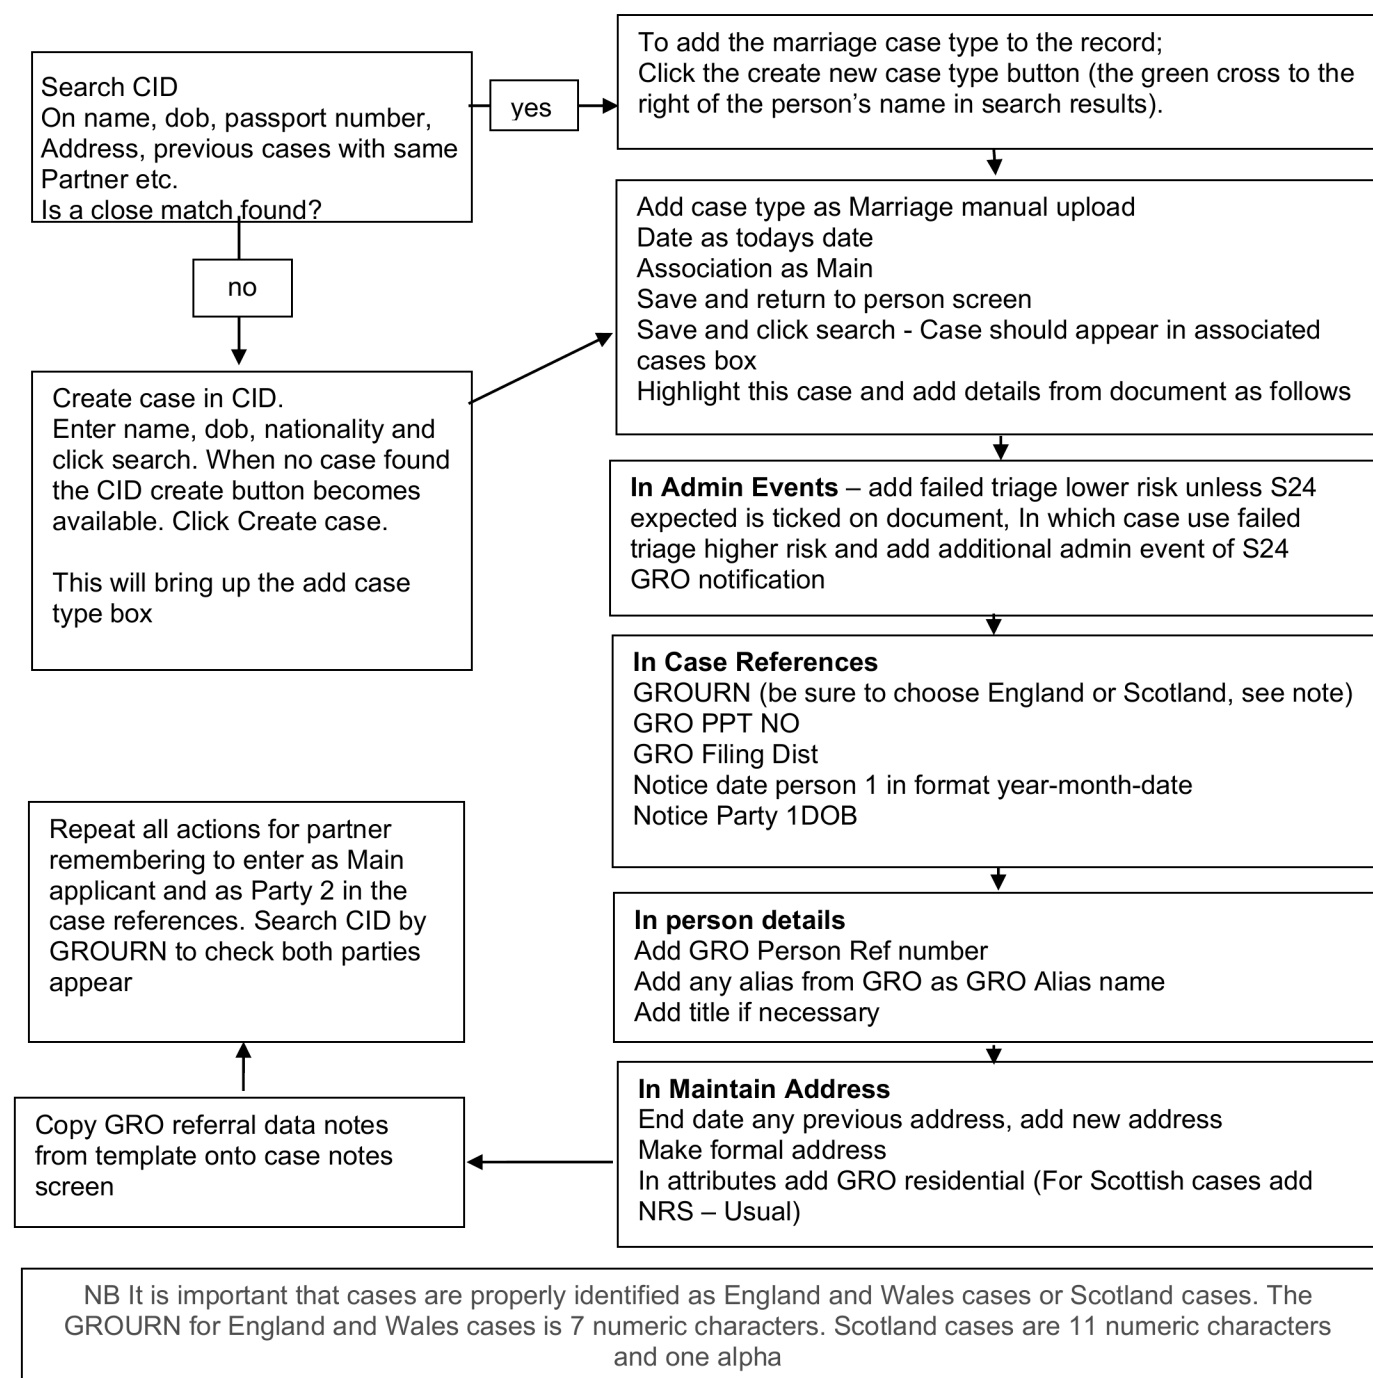 Search CID
On name, dob, passport number,
Address, previous cases with same
Partner etc.
Is a close match found?
yes
To add the marriage case type to the record;
Click the create new case type button (the green cross to the
right of the person's name in search results).
no
Create case in CID.
Enter name, dob, nationality and
click search. When no case found
the CID create button becomes
available. Click Create case.
This will bring up the add case
type box
Add case type as Marriage manual upload
Date as todays date
Association as Main
Save and return to person screen
Save and click search - Case should appear in associated
cases box
Highlight this case and add details from document as follows
In Admin Events – add failed triage lower risk unless S24
expected is ticked on document, In which case use failed
triage higher risk and add additional admin event of S24
GRO notification
In Case References
GROURN (be sure to choose England or Scotland, see note)
GRO PPT NO
GRO Filing Dist
Notice date person 1 in format year-month-date
Notice Party 1DOB
In person details
Add GRO Person Ref number
Add any alias from GRO as GRO Alias name
Add title if necessary
In Maintain Address
End date any previous address, add new address
Make formal address
In attributes add GRO residential (For Scottish cases add
NRS – Usual)
Copy GRO referral data notes
from template onto case notes
screen
Repeat all actions for partner
remembering to enter as Main
applicant and as Party 2 in the
case references. Search CID by
GROURN to check both parties
appear
NB It is important that cases are properly identified as England and Wales cases or Scotland cases. The
GROURN for England and Wales cases is 7 numeric characters. Scotland cases are 11 numeric characters
and one alpha